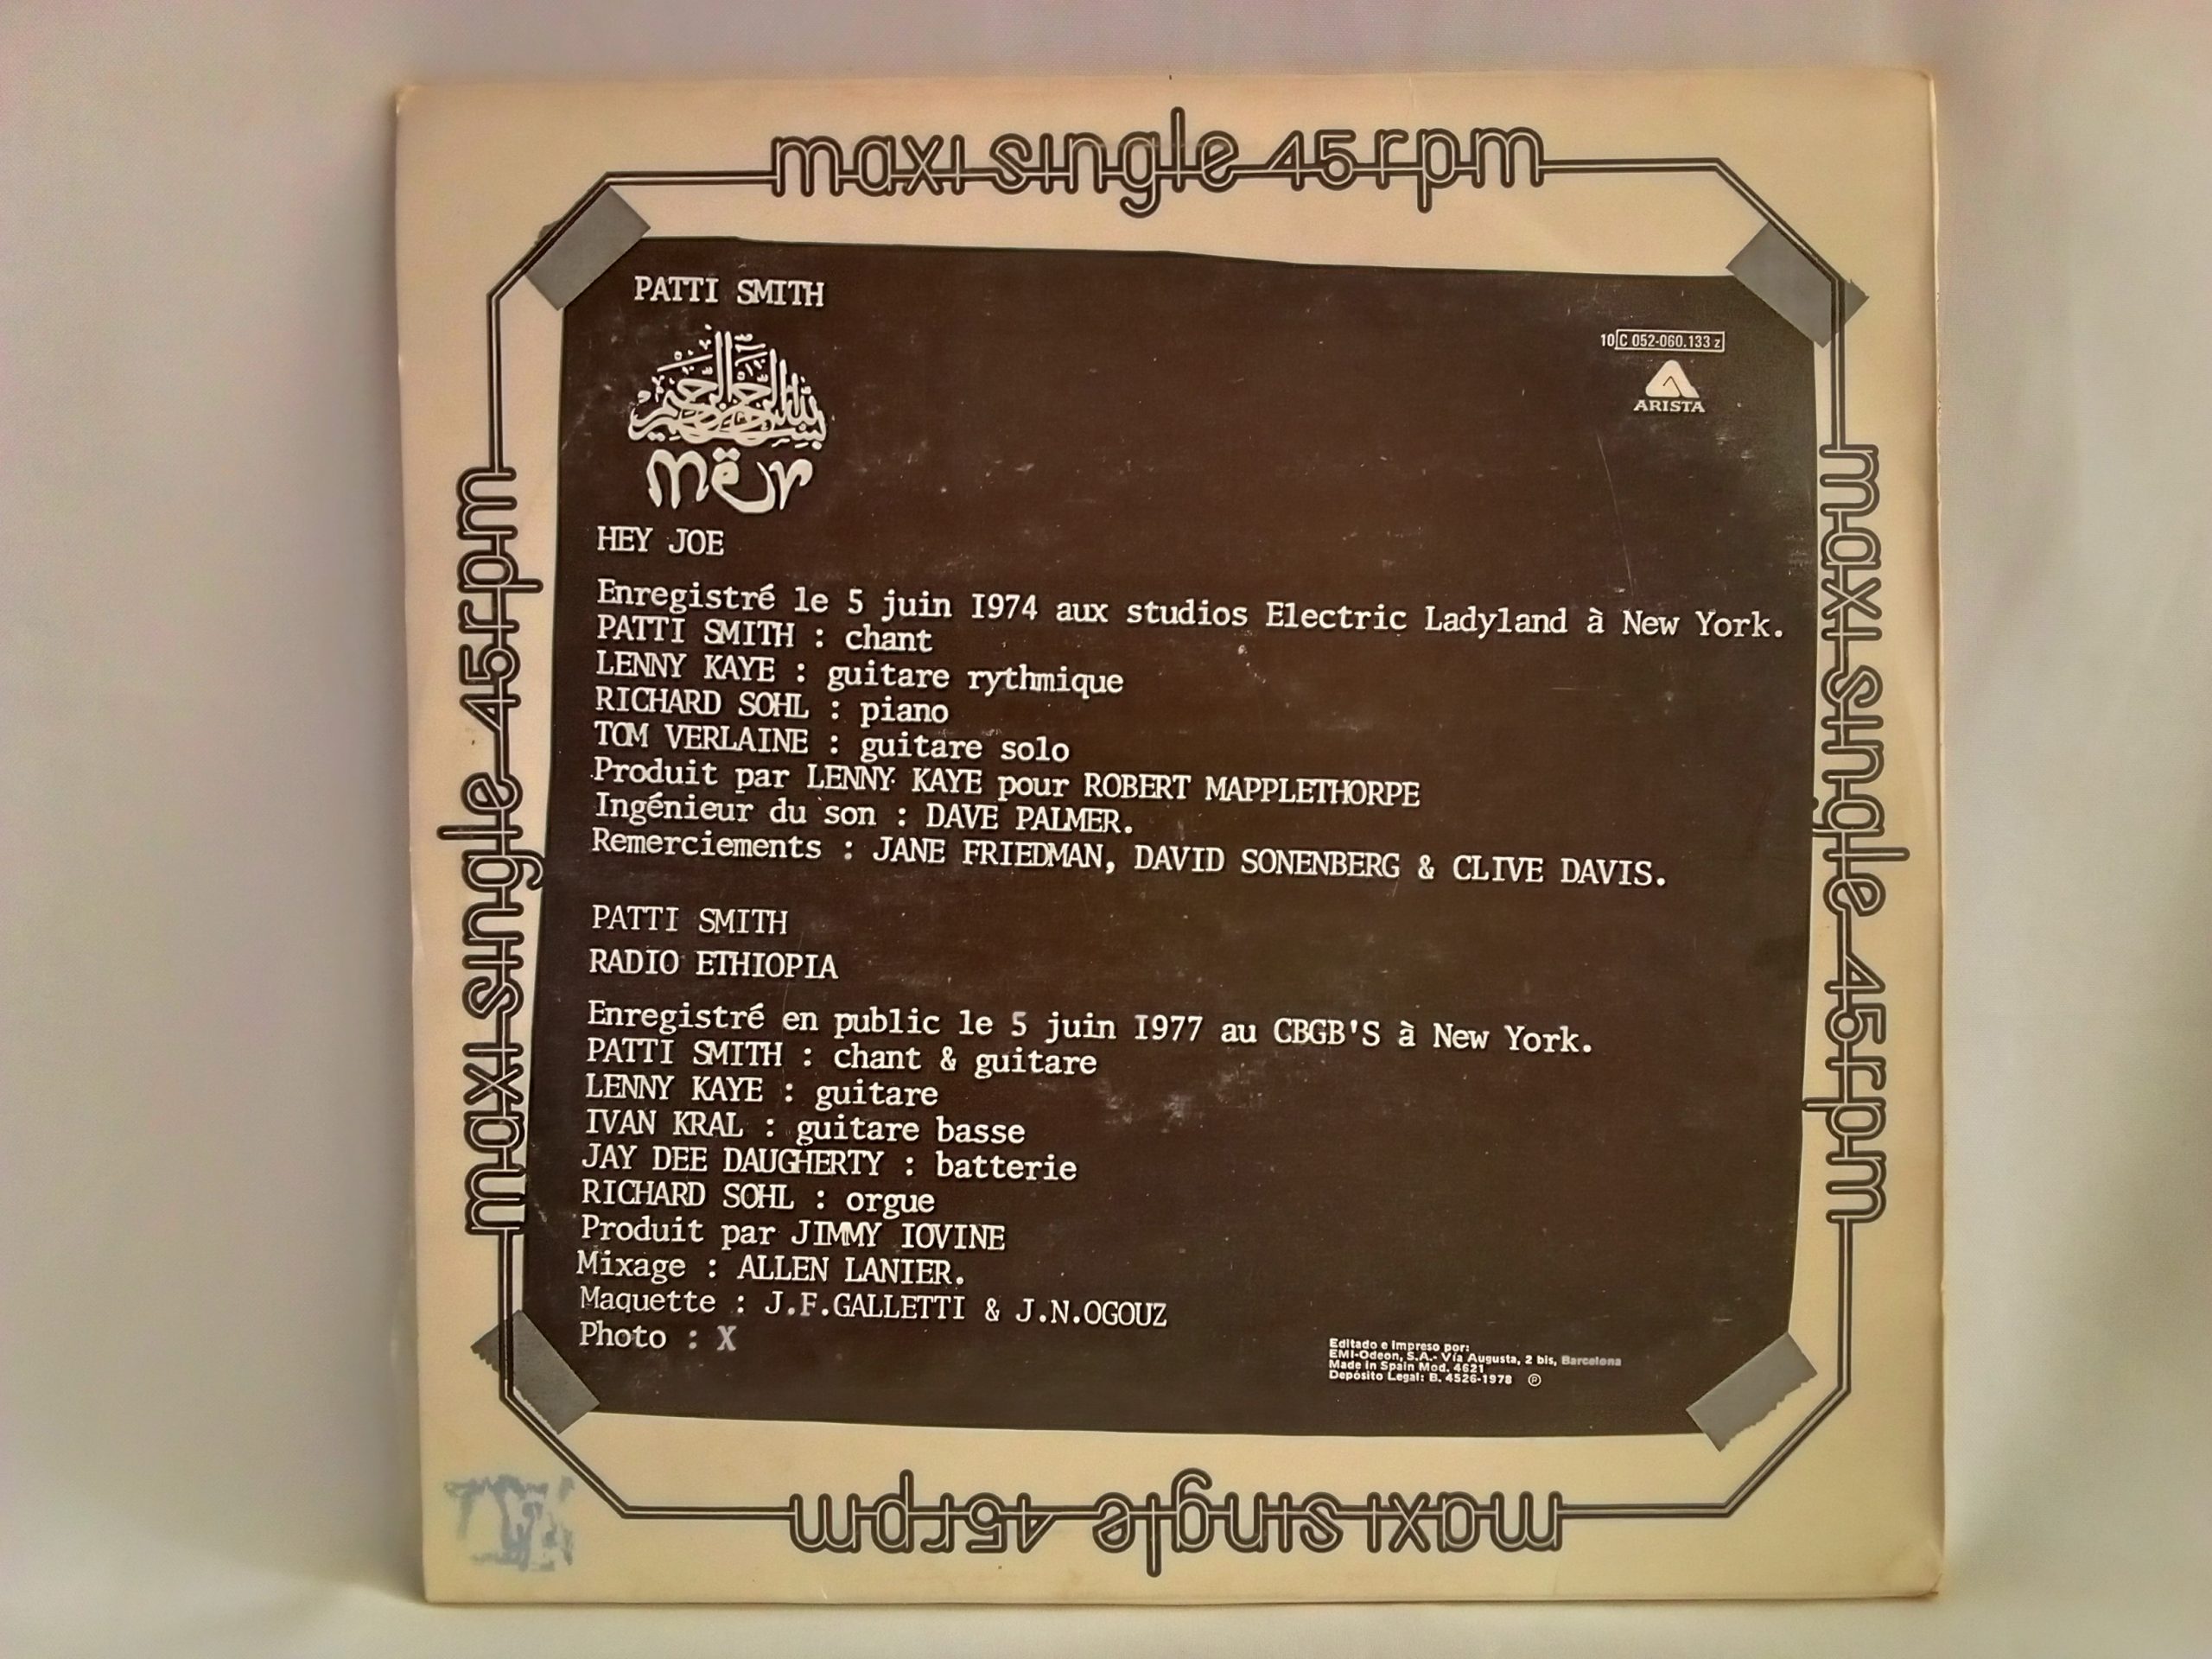 maxi single 45 rpm
PATTI SMITH
10 C 052-060.133 z
ARISTA
mër
HEY JOE
Enregistré le 5 juin I974 aux studios Electric Ladyland à New York.
PATTI SMITH : chant
LENNY KAYE : guitare rythmique
RICHARD SOHL : piano
TOM VERLAINE : guitare solo
Produit par LENNY KAYE pour ROBERT MAPPLETHORPE
Ingénieur du son : DAVE PALMER.
Remerciements : JANE FRIEDMAN, DAVID SONENBERG & CLIVE DAVIS.
PATTI SMITH
RADIO ETHIOPIA
Enregistré en public le 5 juin I977 au CBGB'S à New York.
PATTI SMITH : chant & guitare
LENNY KAYE : guitare
IVAN KRAL : guitare basse
JAY DEE DAUGHERTY : batterie
RICHARD SOHL : orgue
Produit par JIMMY IOVINE
Mixage : ALLEN LANIER.
Maquette : J.F.GALLETTI & J.N.OGOUZ
Photo : X
Editado e Impreso por:
EMI-Odeon, S.A.- Vía Augusta, 2 bis, Barcelona
Made in Spain Mod. 4621
Depósito Legal: B. 4526-1978 ℗
maxi single 45 rpm
maxi single 45 rpm
maxi single 45 rpm